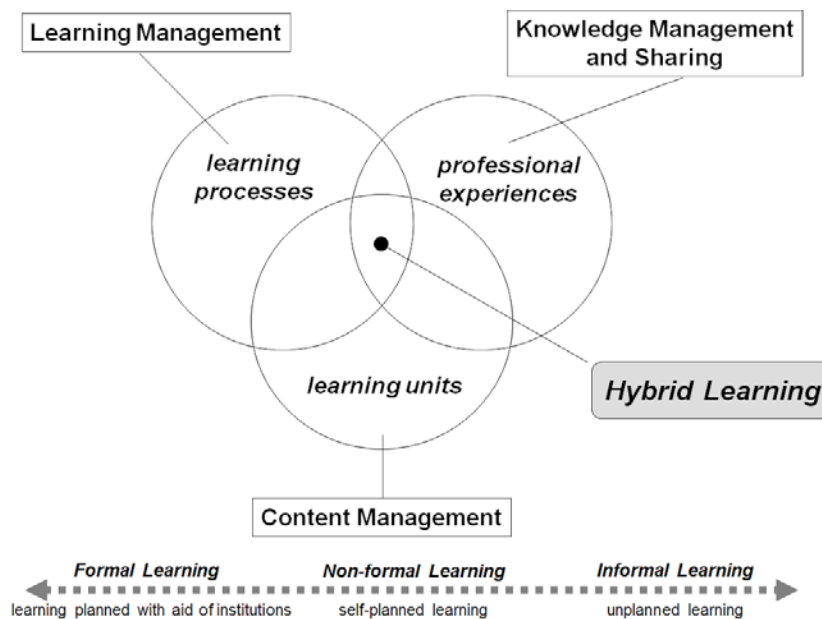 Learning Management
Knowledge Management
and Sharing
learning
processes
professional
experiences
learning units
Hybrid Learning
Content Management
Formal Learning
Non-formal Learning
Informal Learning
learning planned with aid of institutions
self-planned learning
unplanned learning